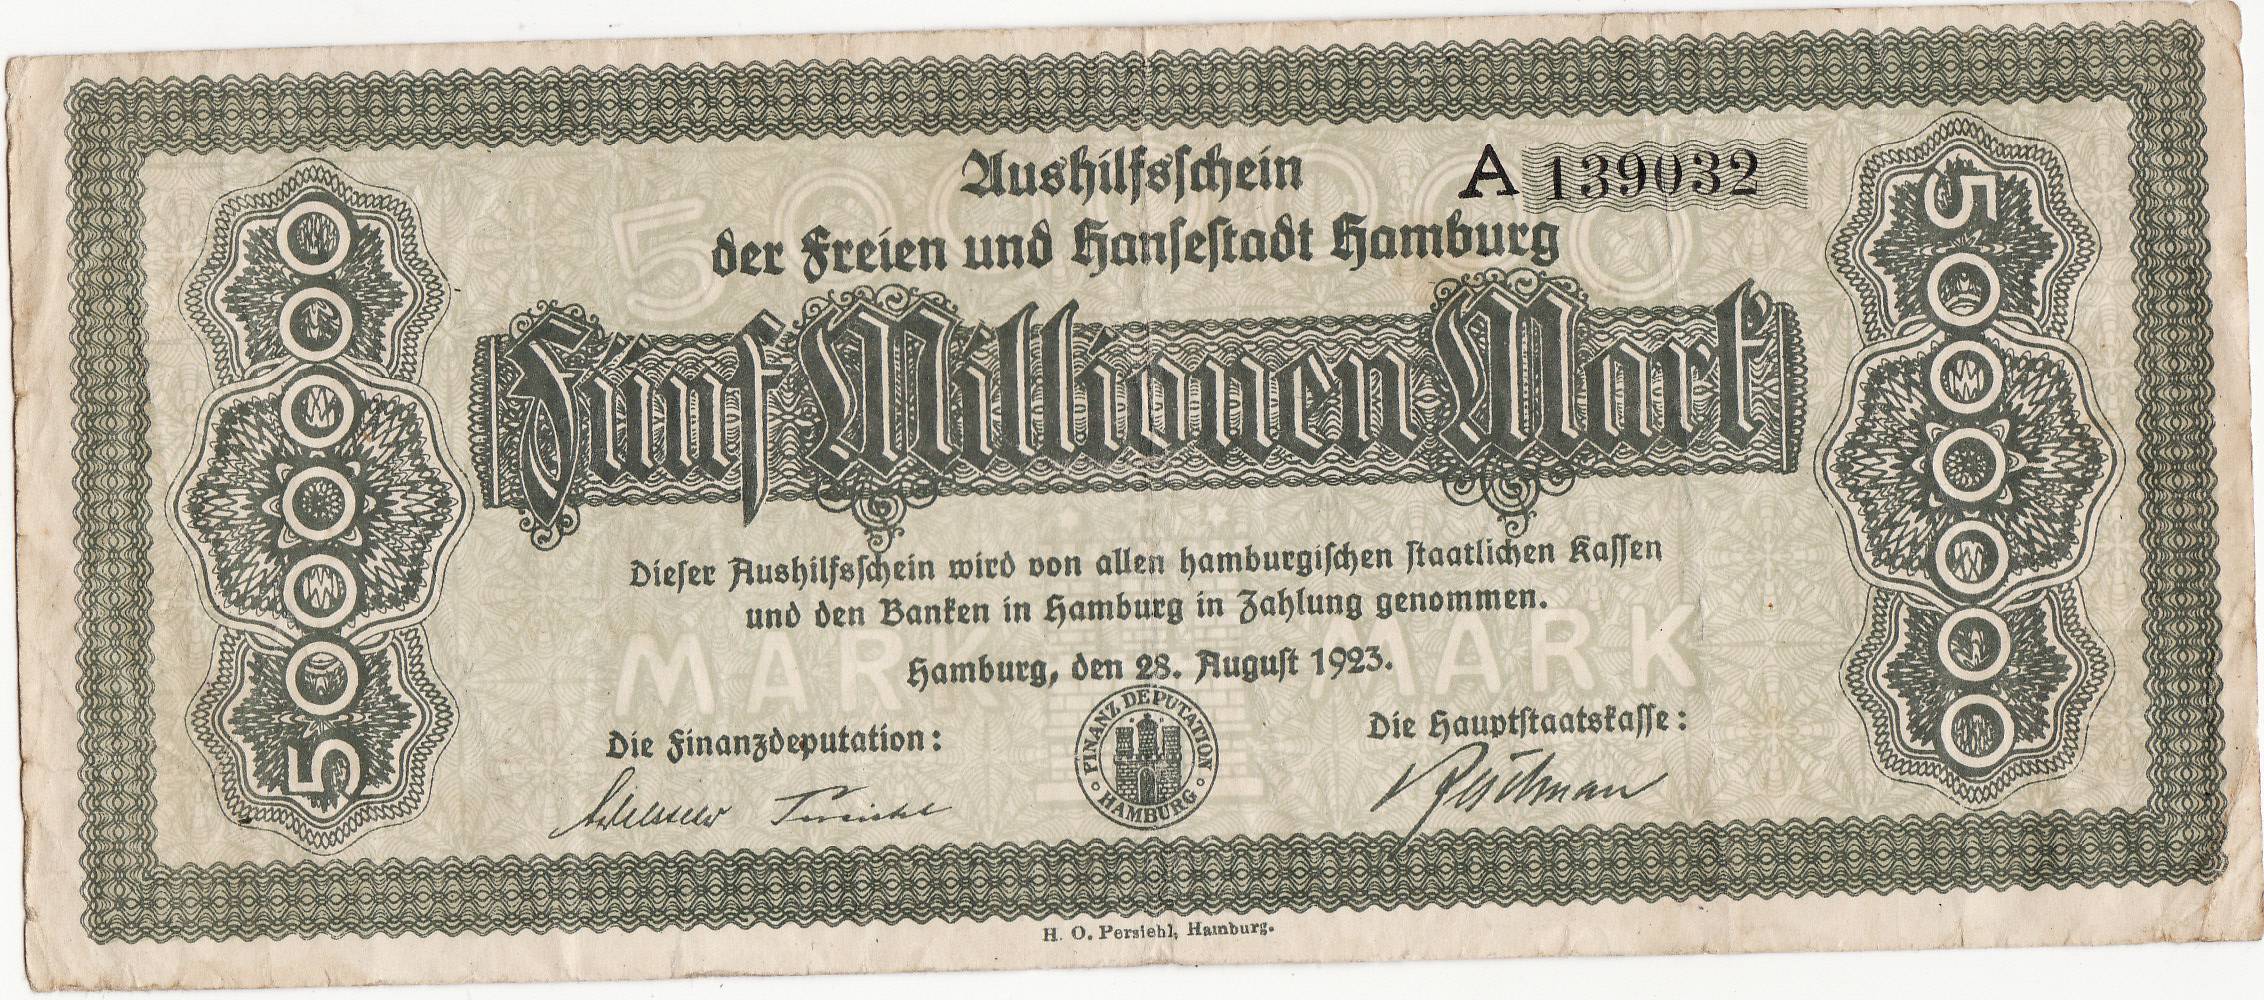 Aushilfsschein
A 139032
der Freien und Hansestadt Hamburg
5000000
Fünf Millionen Mark
5000000
5000000
Dieser Aushilfsschein wird von allen hamburgischen staatlichen Kassen
und den Banken in Hamburg in Zahlung genommen.
MARK MARK
Hamburg, den 28. August 1923.
Die Finanzdeputation:
FINANZ DEPUTATION
HAMBURG
Die Hauptstaatskasse:
H. O. Persiehl, Hamburg.